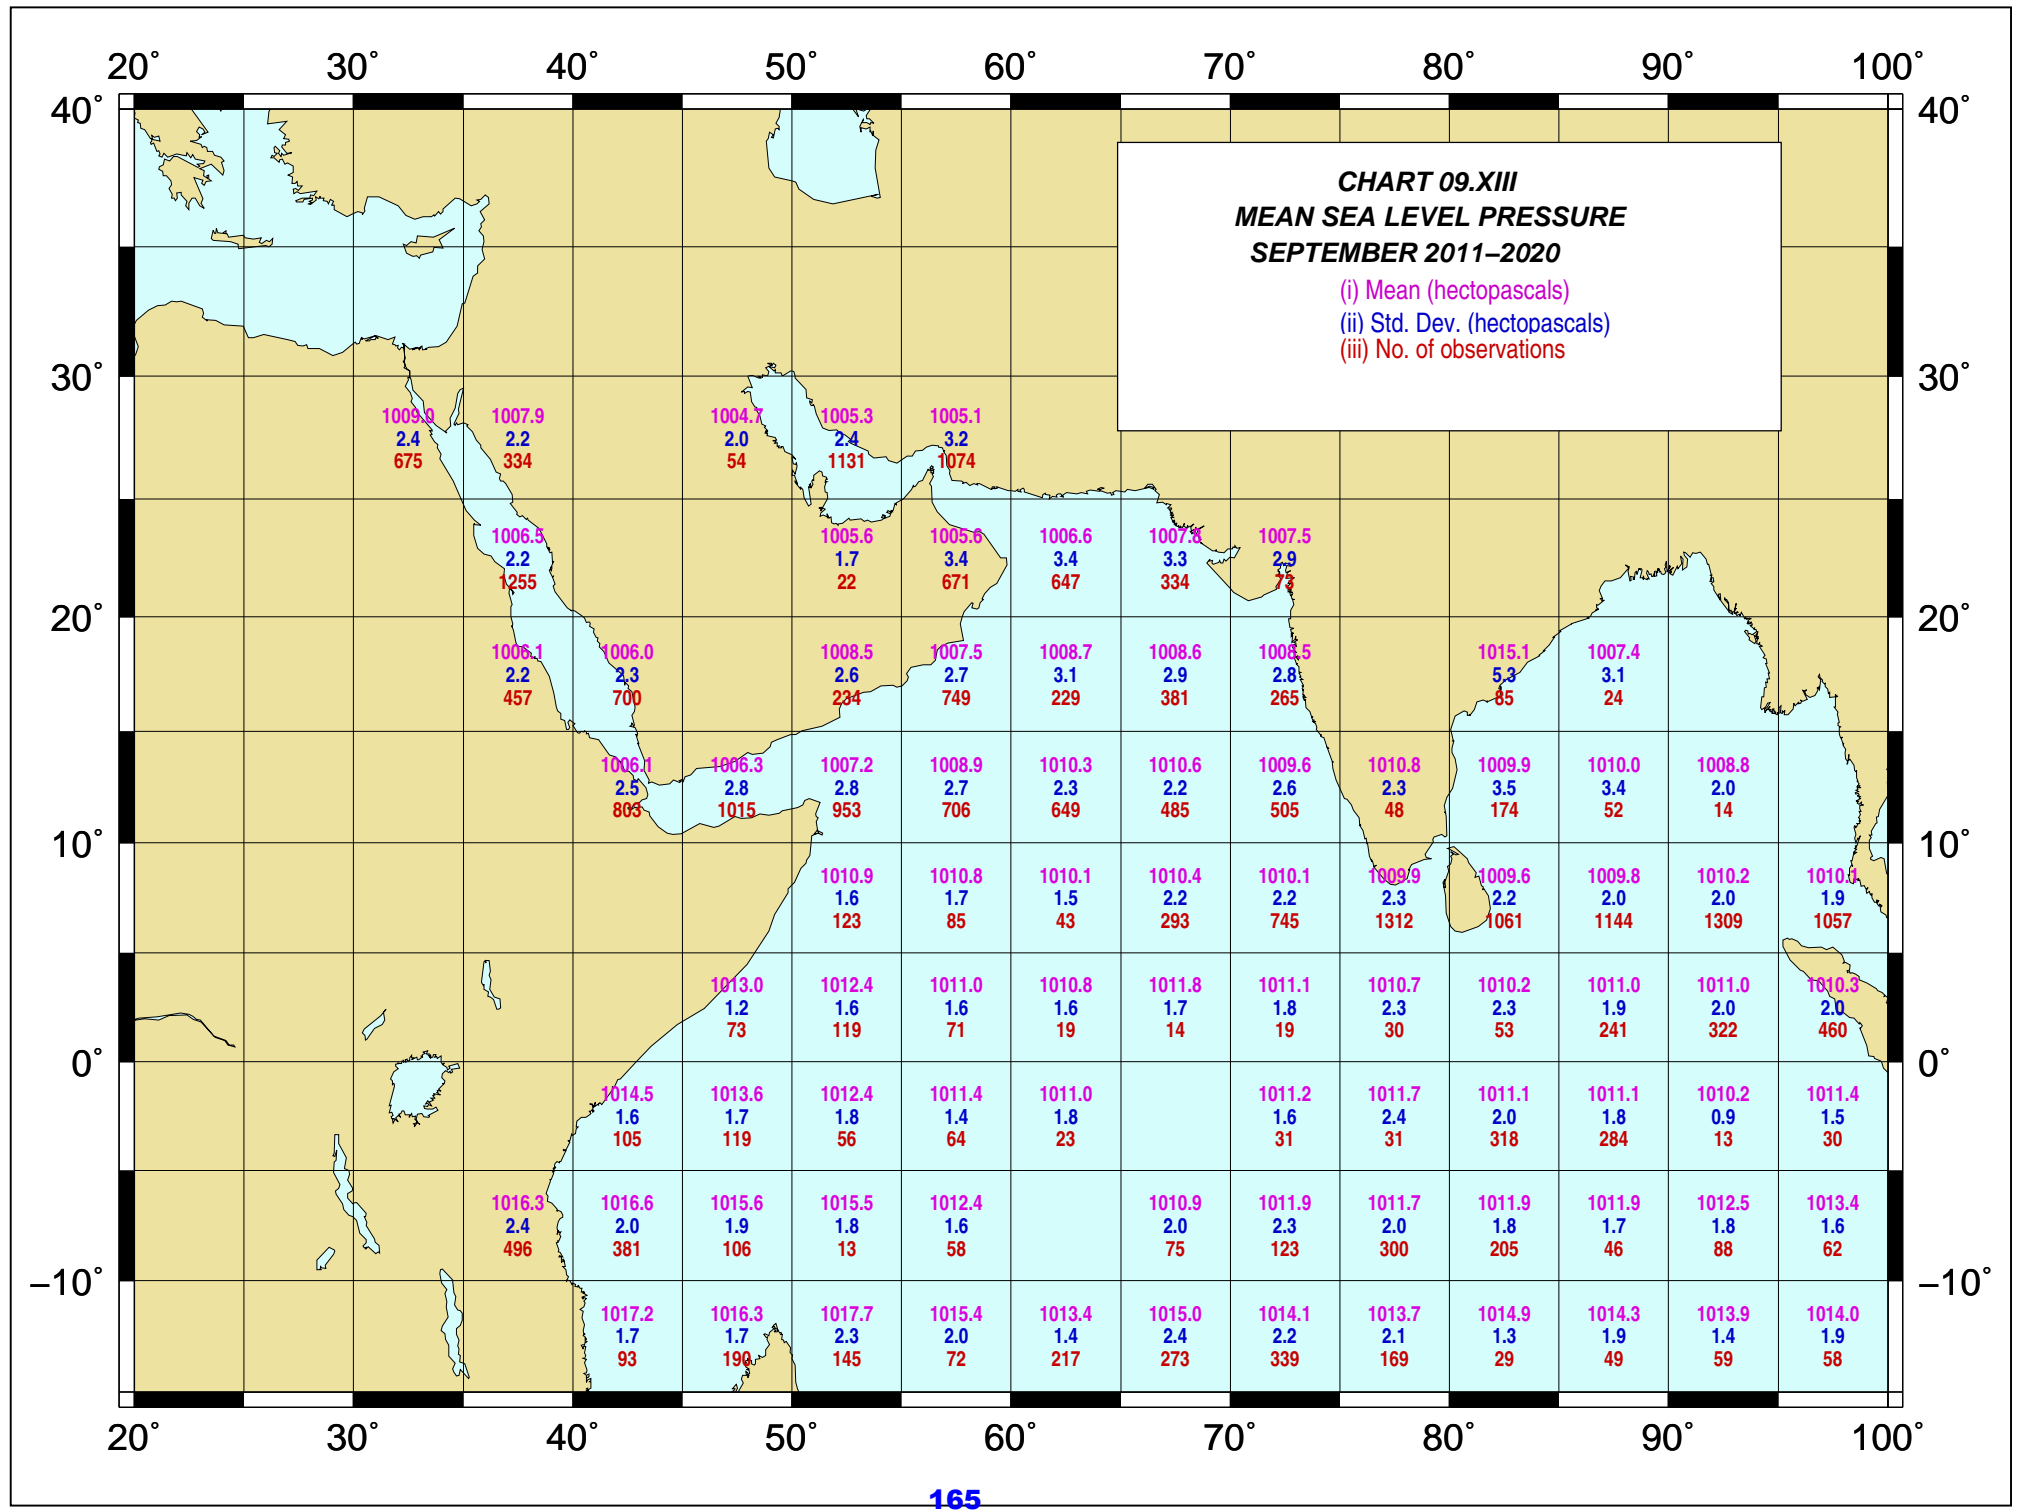 20° 30° 40° 50° 60° 70° 80° 90° 100°
40° 40°
CHART 09.XIII
MEAN SEA LEVEL PRESSURE
SEPTEMBER 2011–2020
(i) Mean (hectopascals)
(ii) Std. Dev. (hectopascals)
(iii) No. of observations
30° 30°
1009.0 1007.9 1004.7 1005.3 1005.1
2.4 2.2 2.0 2.4 3.2
675 334 54 1131 1074
1006.5 1005.6 1005.6 1006.6 1007.8 1007.5
2.2 1.7 3.4 3.4 3.3 2.9
1255 22 671 647 334 73
20° 20°
1006.1 1006.0 1008.5 1007.5 1008.7 1008.6 1008.5 1015.1 1007.4
2.2 2.3 2.6 2.7 3.1 2.9 2.8 5.3 3.1
457 700 234 749 229 381 265 85 24
1006.1 1006.3 1007.2 1008.9 1010.3 1010.6 1009.6 1010.8 1009.9 1010.0 1008.8
2.5 2.8 2.8 2.7 2.3 2.2 2.6 2.3 3.5 3.4 2.0
803 1015 953 706 649 485 505 48 174 52 14
10° 10°
1010.9 1010.8 1010.1 1010.4 1010.1 1009.9 1009.6 1009.8 1010.2 1010.1
1.6 1.7 1.5 2.2 2.2 2.3 2.2 2.0 2.0 1.9
123 85 43 293 745 1312 1061 1144 1309 1057
1013.0 1012.4 1011.0 1010.8 1011.8 1011.1 1010.7 1010.2 1011.0 1011.0 1010.3
1.2 1.6 1.6 1.6 1.7 1.8 2.3 2.3 1.9 2.0 2.0
73 119 71 19 14 19 30 53 241 322 460
0° 0°
1014.5 1013.6 1012.4 1011.4 1011.0 1011.2 1011.7 1011.1 1011.1 1010.2 1011.4
1.6 1.7 1.8 1.4 1.8 1.6 2.4 2.0 1.8 0.9 1.5
105 119 56 64 23 31 31 318 284 13 30
1016.3 1016.6 1015.6 1015.5 1012.4 1010.9 1011.9 1011.7 1011.9 1011.9 1012.5 1013.4
2.4 2.0 1.9 1.8 1.6 2.0 2.3 2.0 1.8 1.7 1.8 1.6
496 381 106 13 58 75 123 300 205 46 88 62
–10° –10°
1017.2 1016.3 1017.7 1015.4 1013.4 1015.0 1014.1 1013.7 1014.9 1014.3 1013.9 1014.0
1.7 1.7 2.3 2.0 1.4 2.4 2.2 2.1 1.3 1.9 1.4 1.9
93 190 145 72 217 273 339 169 29 49 59 58
20° 30° 40° 50° 60° 70° 80° 90° 100°
165